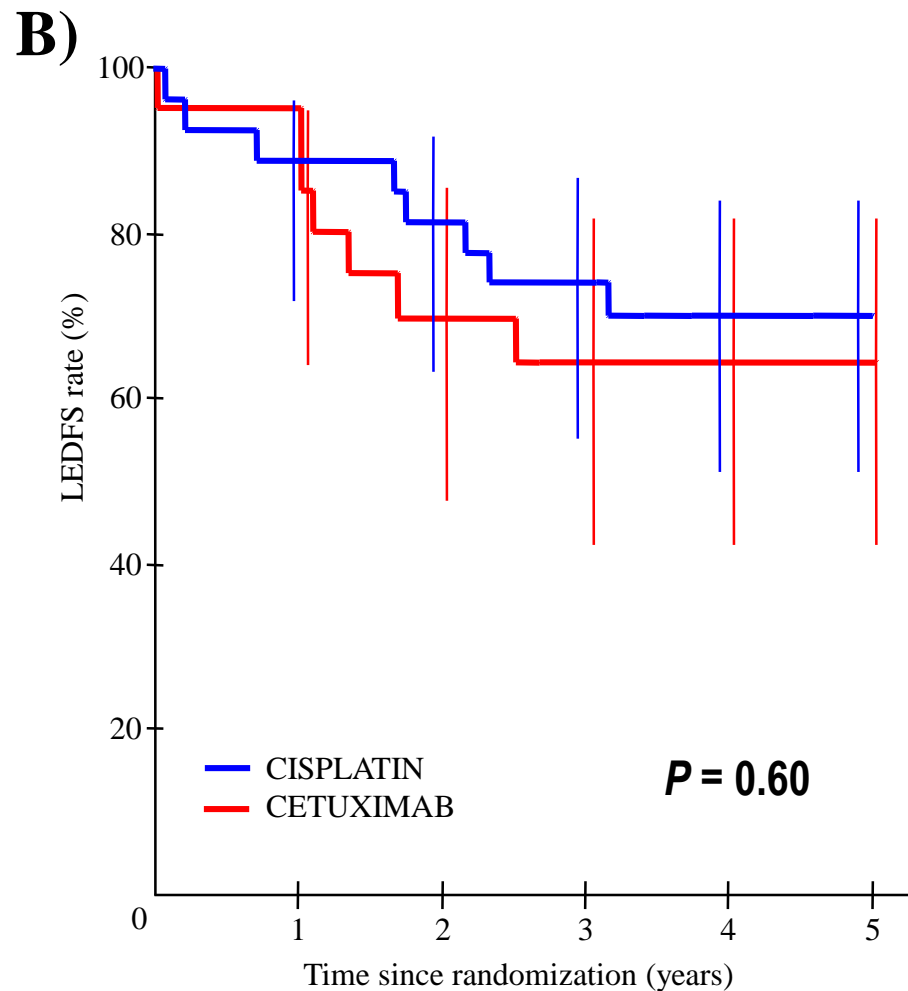 B)
100
80
60
40
20
0
LEDFS rate (%)
CISPLATIN
CETUXIMAB
P = 0.60
1 2 3 4 5
Time since randomization (years)